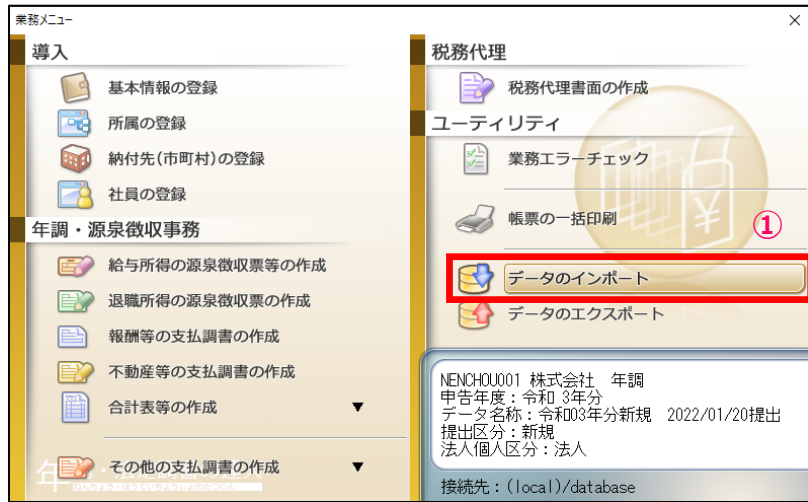 業務メニュー
導入
基本情報の登録
所属の登録
納付先(市町村)の登録
社員の登録
年調・源泉徴収事務
給与所得の源泉徴収票等の作成
退職所得の源泉徴収票の作成
報酬等の支払調書の作成
不動産等の支払調書の作成
合計表等の作成 ▼
その他の支払調書の作成 ▼
税務代理
税務代理書面の作成
ユーティリティ
業務エラーチェック
帳票の一括印刷
①
データのインポート
データのエクスポート
NENCHOU001 株式会社 年調
申告年度:令和 3年分
データ名称:令和03年分新規 2022/01/20提出
提出区分:新規
法人個人区分:法人
接続先:(local)/database